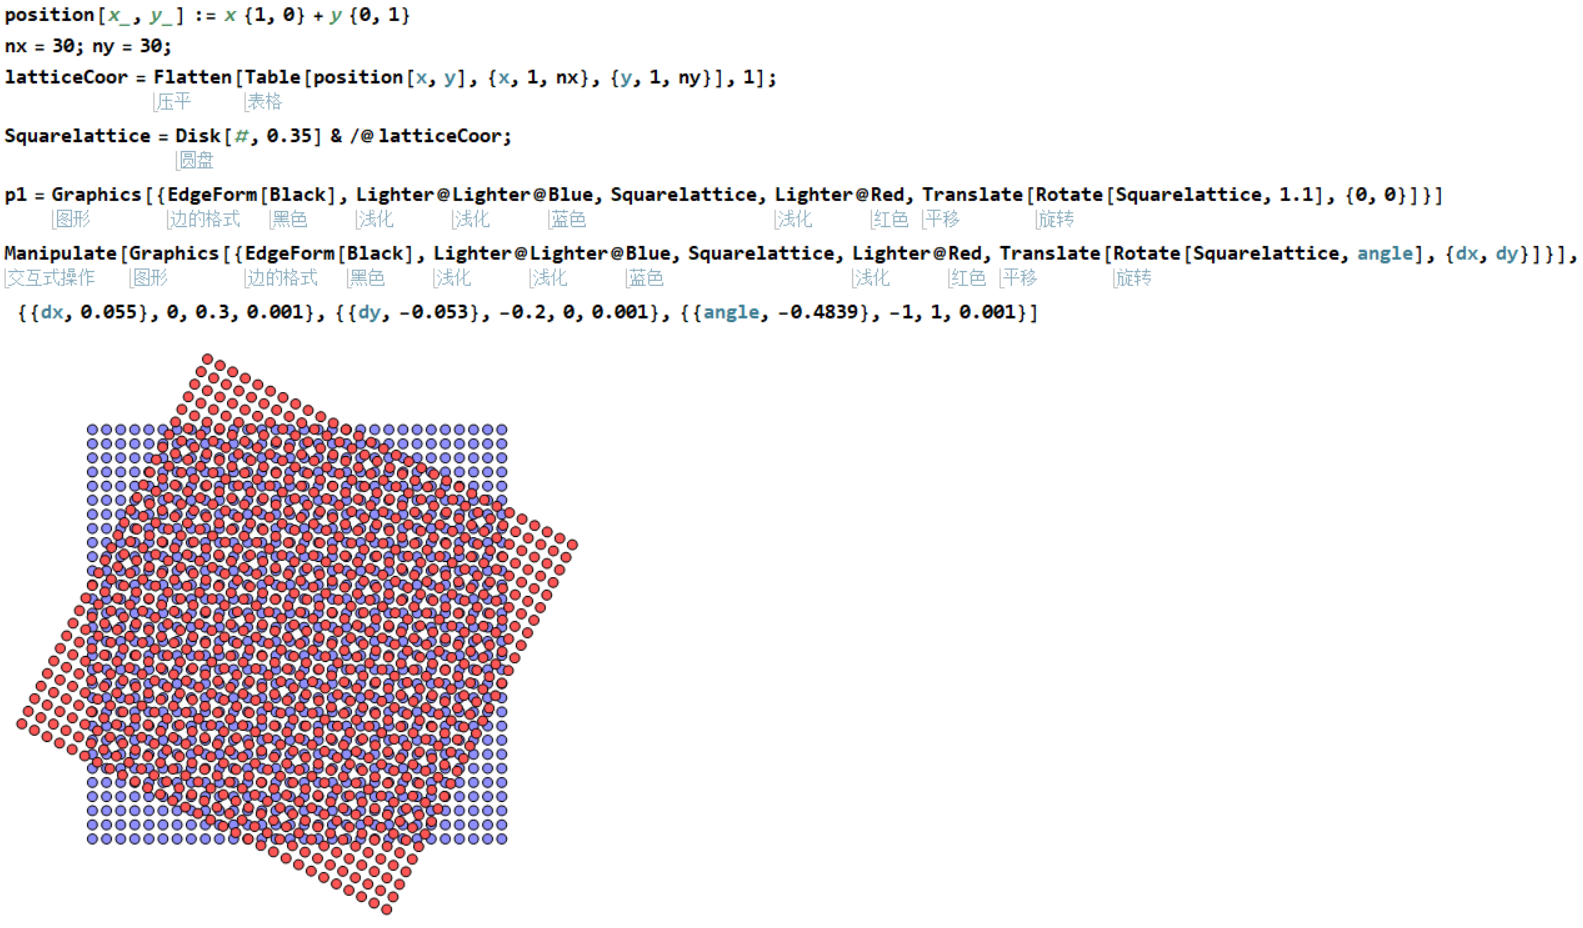 position[x_, y_] := x {1, 0} + y {0, 1}
nx = 30; ny = 30;
latticeCoor = Flatten[Table[position[x, y], {x, 1, nx}, {y, 1, ny}], 1];
压平 表格
Squarelattice = Disk[#, 0.35] & /@ latticeCoor;
圆盘
p1 = Graphics[{EdgeForm[Black], Lighter@Lighter@Blue, Squarelattice, Lighter@Red, Translate[Rotate[Squarelattice, 1.1], {0, 0}]}]
图形 边的格式 黑色 浅化 浅化 蓝色 浅化 红色 平移 旋转
Manipulate[Graphics[{EdgeForm[Black], Lighter@Lighter@Blue, Squarelattice, Lighter@Red, Translate[Rotate[Squarelattice, angle], {dx, dy}]}],
交互式操作 图形 边的格式 黑色 浅化 浅化 蓝色 浅化 红色 平移 旋转
{{dx, 0.055}, 0, 0.3, 0.001}, {{dy, -0.053}, -0.2, 0, 0.001}, {{angle, -0.4839}, -1, 1, 0.001}]